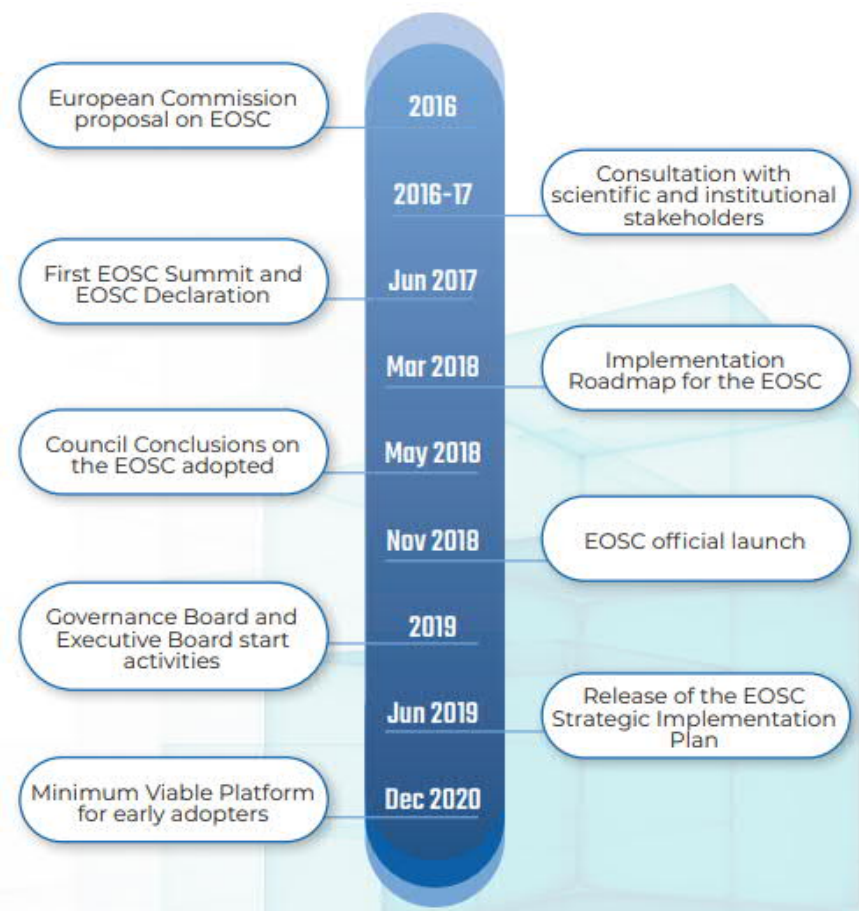 European Commission
proposal on EOSC
2016
2016-17
Consultation with
scientific and institutional
stakeholders
First EOSC Summit and
EOSC Declaration
Jun 2017
Mar 2018
Implementation
Roadmap for the EOSC
Council Conclusions on
the EOSC adopted
May 2018
Nov 2018
EOSC official launch
Governance Board and
Executive Board start
activities
2019
Jun 2019
Release of the EOSC
Strategic Implementation
Plan
Minimum Viable Platform
for early adopters
Dec 2020